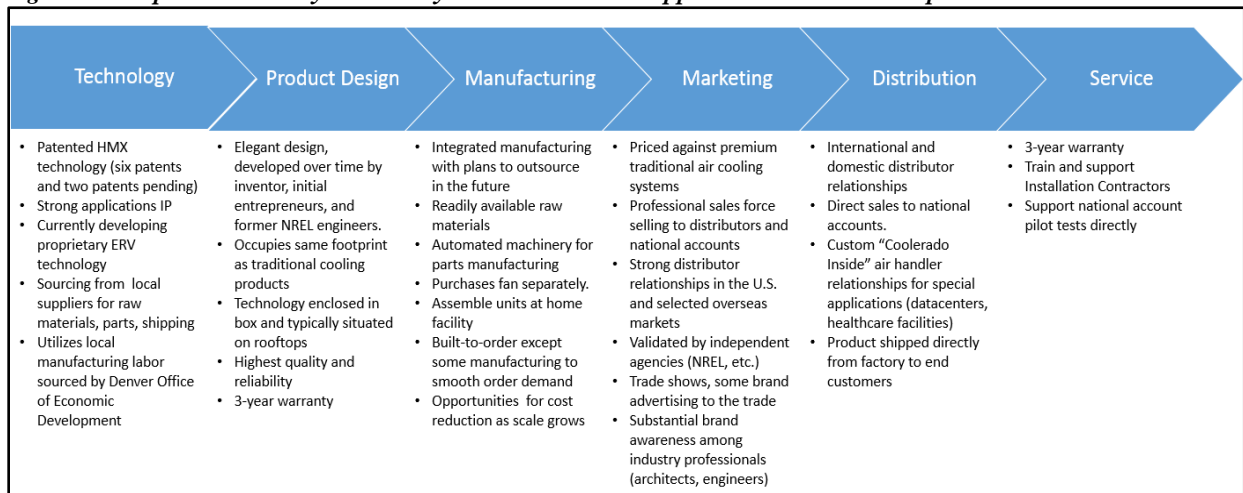 Technology
Product Design
Manufacturing
Marketing
Distribution
Service
• Patented HMX
technology (six patents
and two patents pending)
• Strong applications IP
• Currently developing
proprietary ERV
technology
• Sourcing from local
suppliers for raw
materials, parts, shipping
• Utilizes local
manufacturing labor
sourced by Denver Office
of Economic
Development
• Elegant design,
developed over time by
inventor, initial
entrepreneurs, and
former NREL engineers.
• Occupies same footprint
as traditional cooling
products
• Technology enclosed in
box and typically situated
on rooftops
• Highest quality and
reliability
• 3-year warranty
• Integrated manufacturing
with plans to outsource
in the future
• Readily available raw
materials
• Automated machinery for
parts manufacturing
• Purchases fan separately.
• Assemble units at home
facility
• Built-to-order except
some manufacturing to
smooth order demand
• Opportunities for cost
reduction as scale grows
• Priced against premium
traditional air cooling
systems
• Professional sales force
selling to distributors and
national accounts
• Strong distributor
relationships in the U.S.
and selected overseas
markets
• Validated by independent
agencies (NREL, etc.)
• Trade shows, some brand
advertising to the trade
• Substantial brand
awareness among
industry professionals
(architects, engineers)
• International and
domestic distributor
relationships
• Direct sales to national
accounts.
• Custom “Coolerado
Inside” air handler
relationships for special
applications (datacenters,
healthcare facilities)
• Product shipped directly
from factory to end
customers
• 3-year warranty
• Train and support
Installation Contractors
• Support national account
pilot tests directly